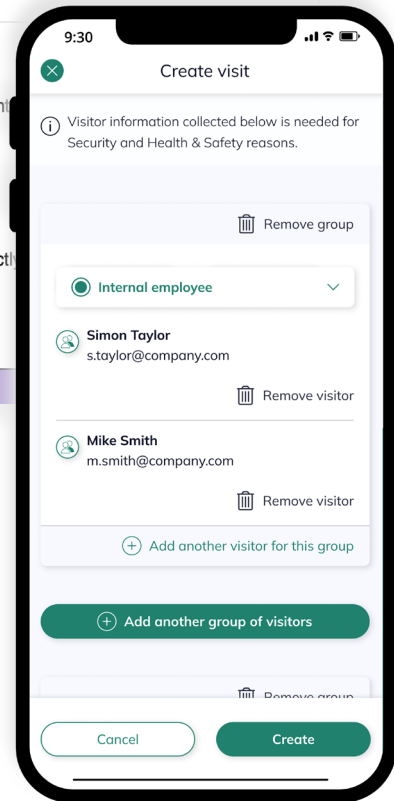 9:30
Create visit
Visitor information collected below is needed for
Security and Health & Safety reasons.
Remove group
Internal employee
Simon Taylor
s.taylor@company.com
Remove visitor
Mike Smith
m.smith@company.com
Remove visitor
Add another visitor for this group
Add another group of visitors
Remove group
Cancel
Create